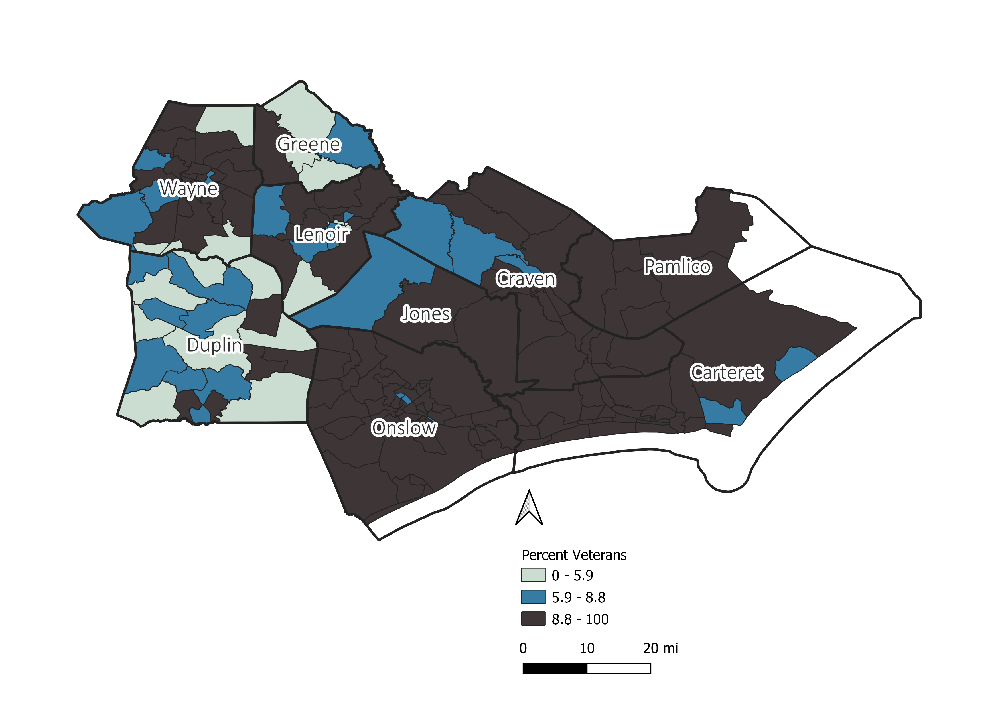 Greene
Wayne
Lenoir
Pamlico
Craven
Jones
Duplin
Carteret
Onslow
Percent Veterans
0 - 5.9
5.9 - 8.8
8.8 - 100
0 10 20 mi